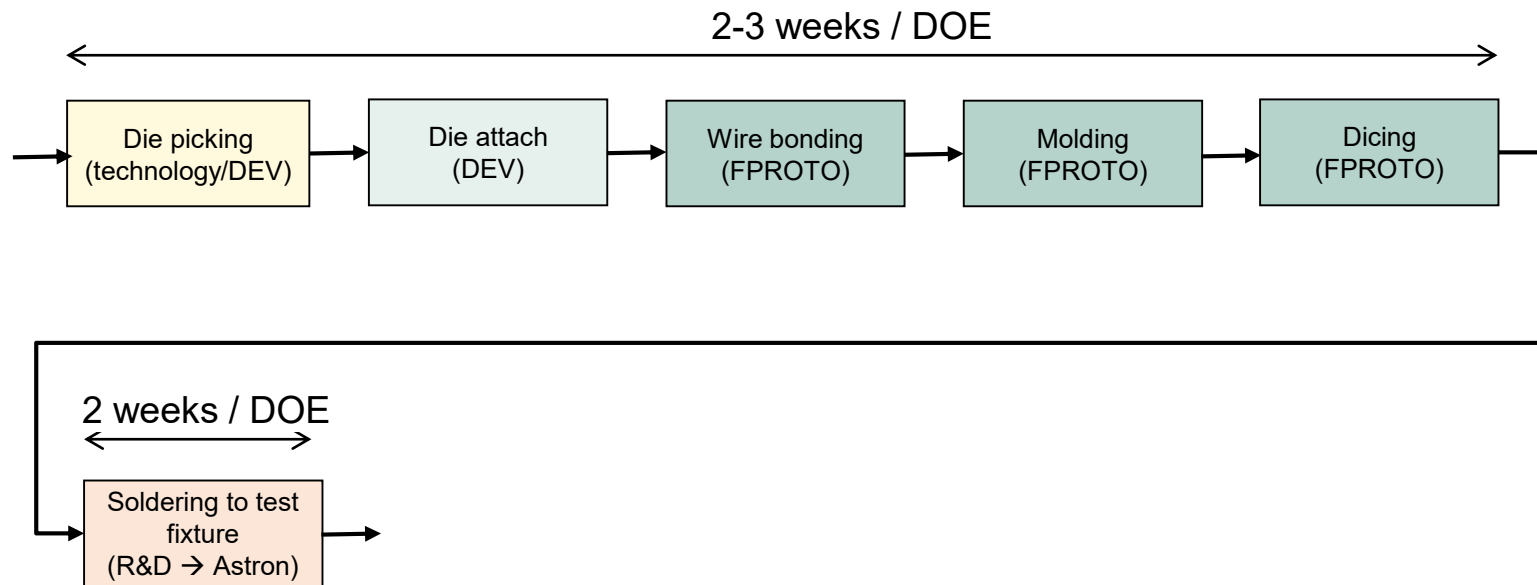 2-3 weeks / DOE
Die picking
(technology/DEV)
Die attach
(DEV)
Wire bonding
(FPROTO)
Molding
(FPROTO)
Dicing
(FPROTO)
2 weeks / DOE
Soldering to test
fixture
(R&D → Astron)